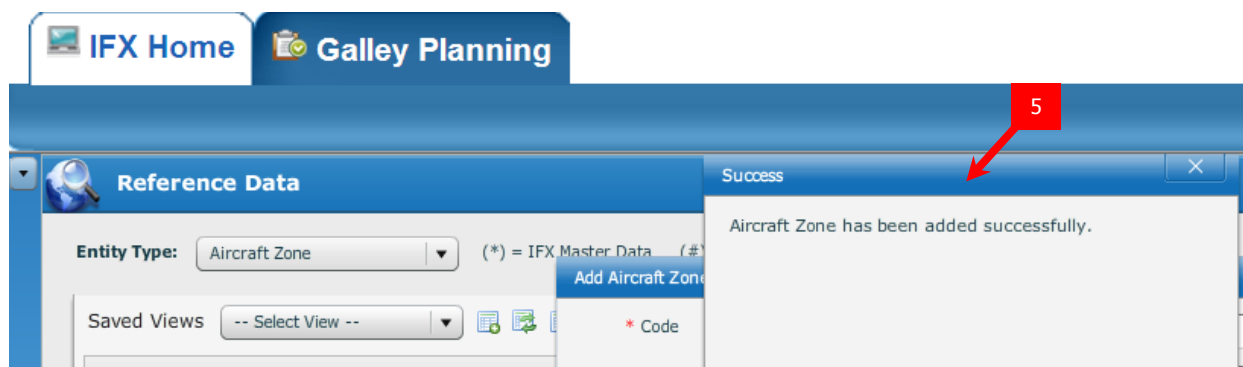 IFX Home
Galley Planning
5
Reference Data
Success
Aircraft Zone has been added successfully.
Entity Type:
Aircraft Zone
(*) = IFX Master Data (#)
Add Aircraft Zone
Saved Views
-- Select View --
* Code